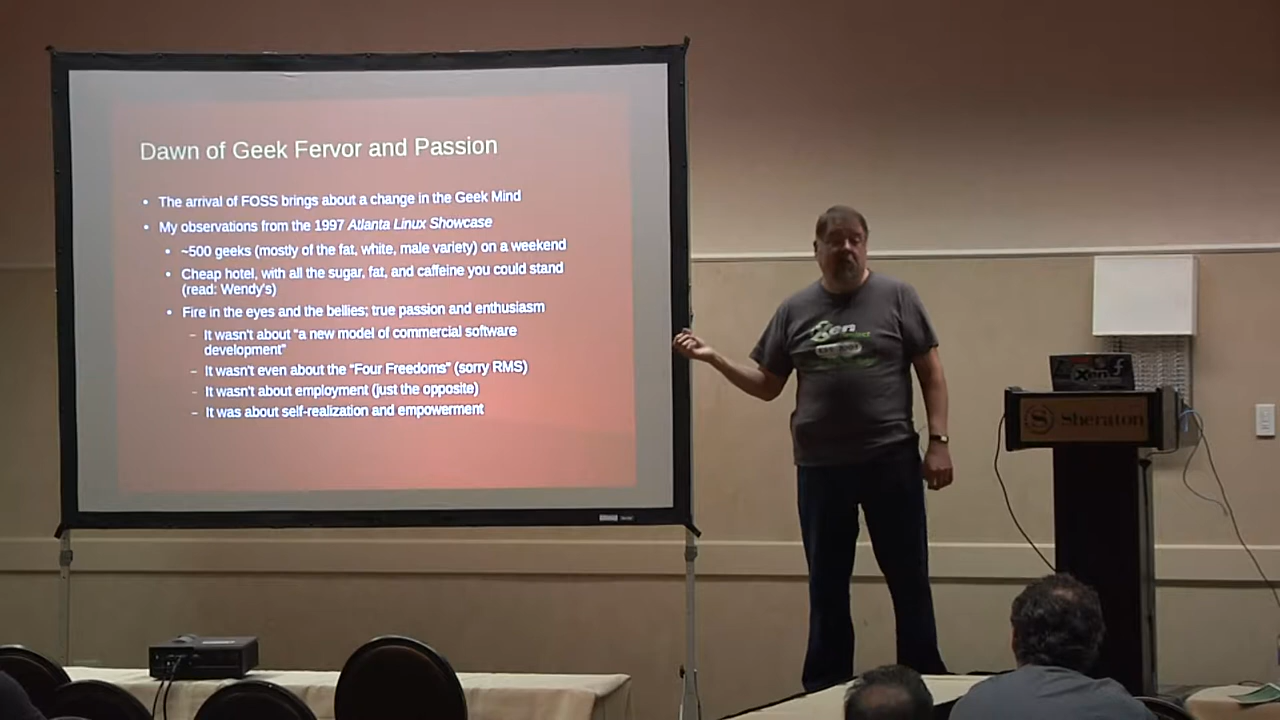 Dawn of Geek Fervor and Passion
• The arrival of FOSS brings about a change in the Geek Mind
• My observations from the 1997 Atlanta Linux Showcase
• ~500 geeks (mostly of the fat, white, male variety) on a weekend
• Cheap hotel, with all the sugar, fat, and caffeine you could stand
(read: Wendy's)
• Fire in the eyes and the bellies; true passion and enthusiasm
– It wasn't about “a new model of commercial software
development”
– It wasn't even about the “Four Freedoms” (sorry RMS)
– It wasn't about employment (just the opposite)
– It was about self-realization and empowerment
Xen
Xen
S Sheraton